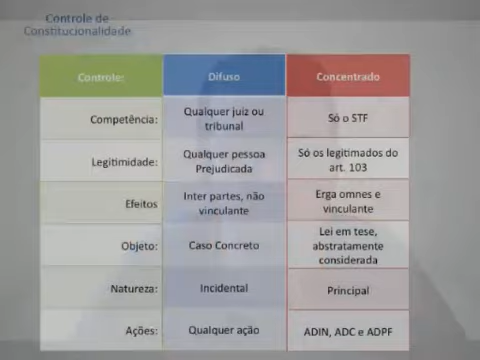 Controle de
Constitucionalidade
Controle: Difuso Concentrado
Competência: Qualquer juiz ou tribunal Só o STF
Legitimidade: Qualquer pessoa Prejudicada Só os legitimados do art. 103
Efeitos Inter partes, não vinculante Erga omnes e vinculante
Objeto: Caso Concreto Lei em tese, abstratamente considerada
Natureza: Incidental Principal
Ações: Qualquer ação ADIN, ADC e ADPF